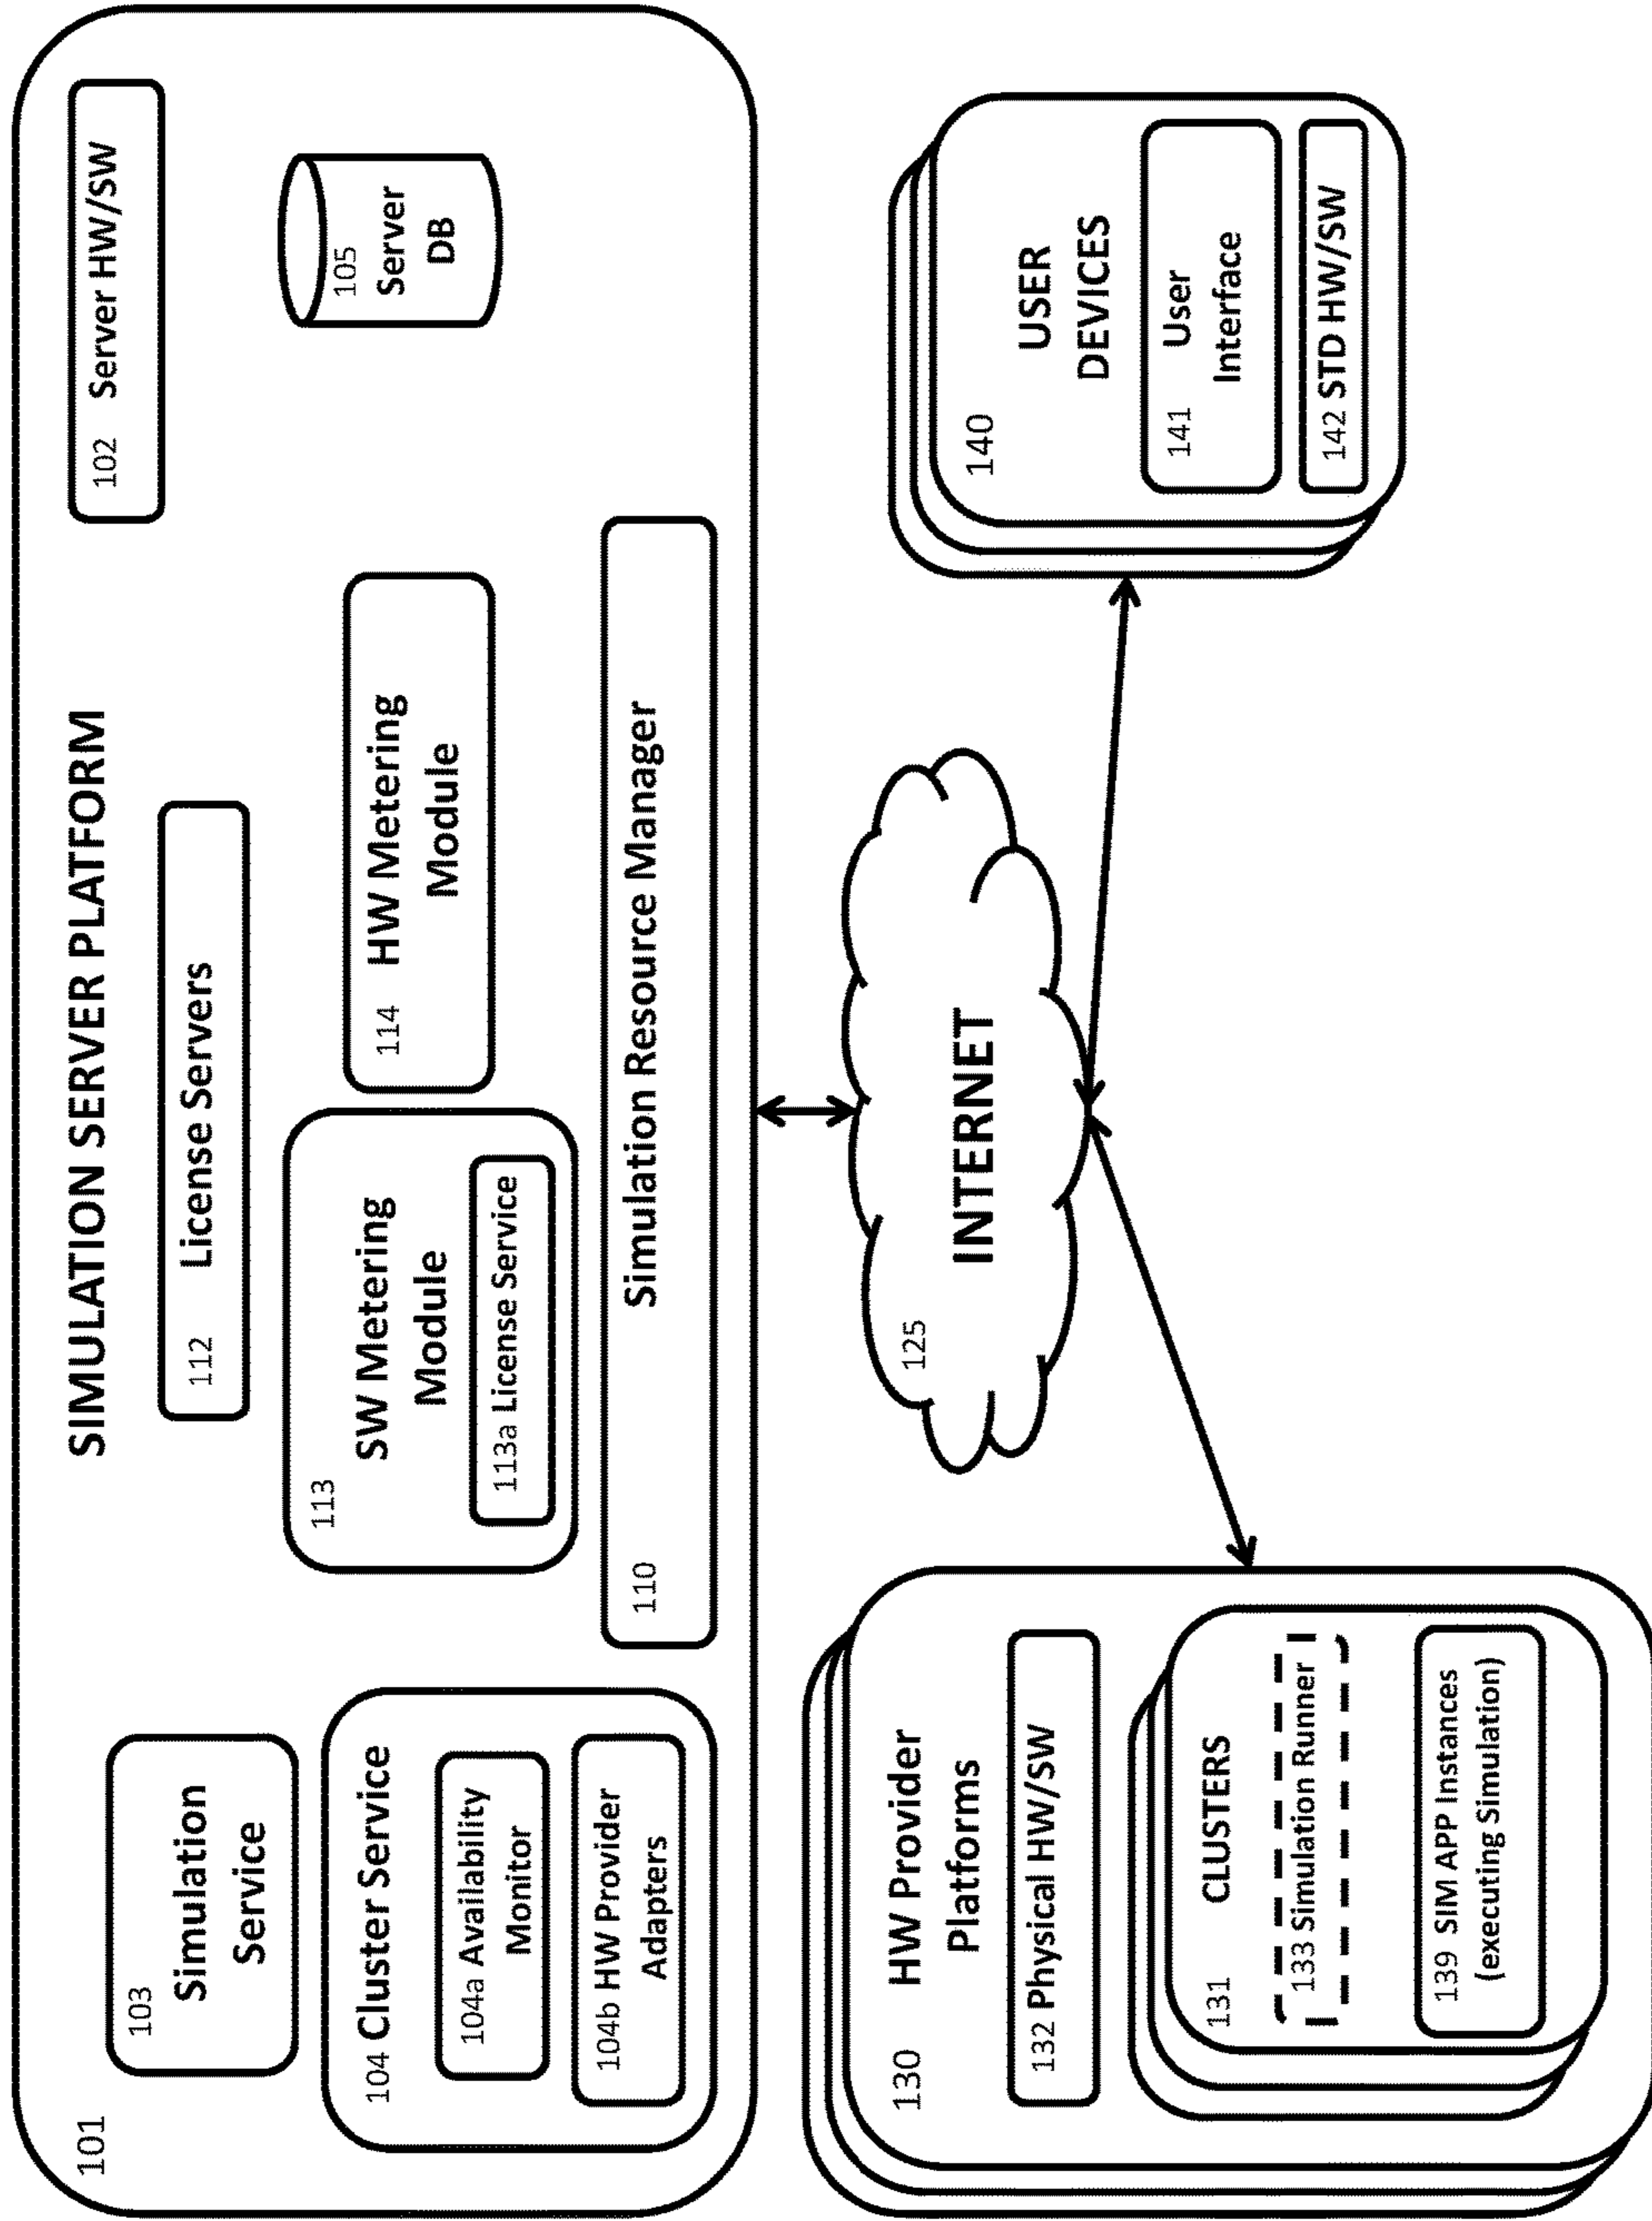 101
SIMULATION SERVER PLATFORM
103
Simulation
Service
112 License Servers
102 Server HW/SW
104 Cluster Service
104a Availability
Monitor
104b HW Provider
Adapters
113
SW Metering
Module
113a License Service
114 HW Metering
Module
105
Server
DB
110 Simulation Resource Manager
125
INTERNET
130 HW Provider
Platforms
132 Physical HW/SW
131 CLUSTERS
133 Simulation Runner
139 SIM APP Instances
(executing Simulation)
140 USER
DEVICES
141 User
Interface
142 STD HW/SW